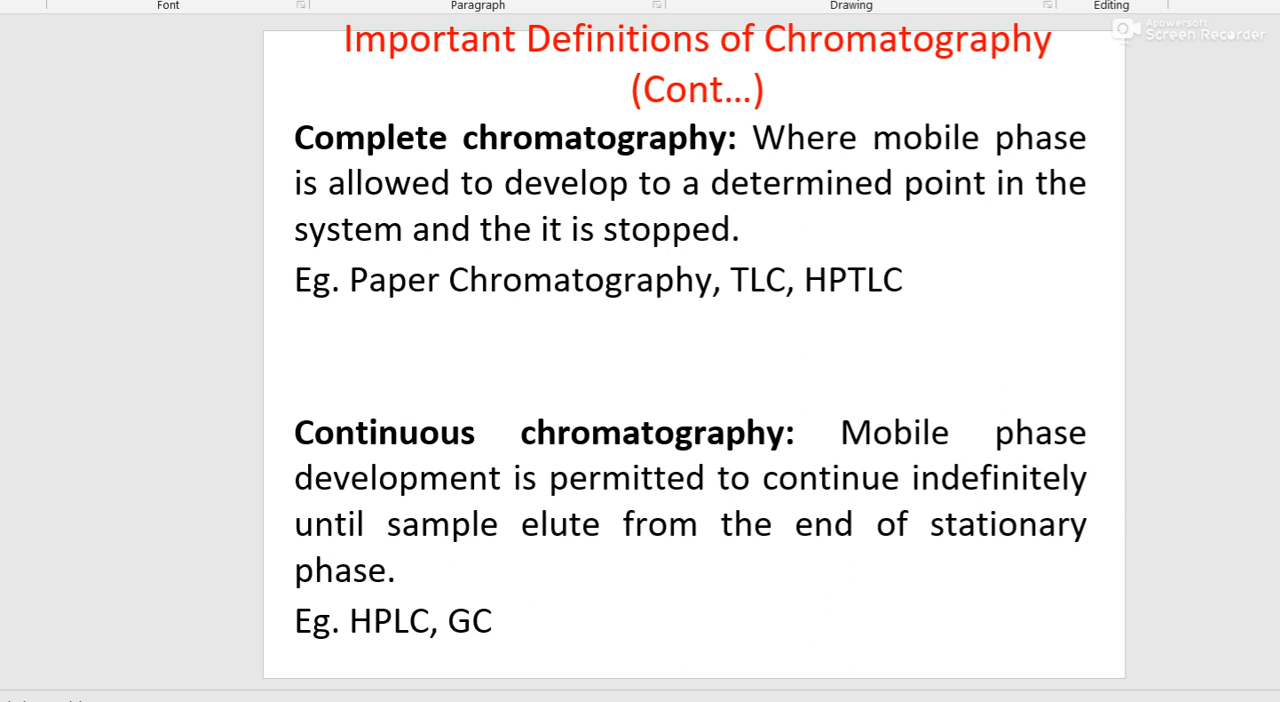 Font Paragraph Drawing Editing
Apowersoft
Screen Recorder
Important Definitions of Chromatography
(Cont...)
Complete chromatography: Where mobile phase
is allowed to develop to a determined point in the
system and the it is stopped.
Eg. Paper Chromatography, TLC, HPTLC
Continuous chromatography: Mobile phase
development is permitted to continue indefinitely
until sample elute from the end of stationary
phase.
Eg. HPLC, GC